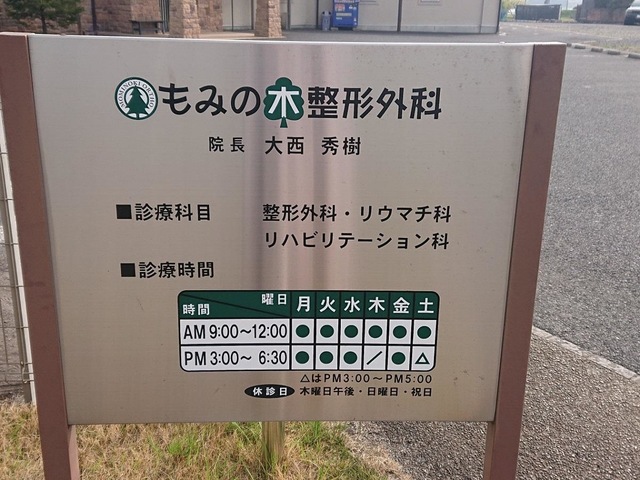 もみの木整形外科
院長 大西 秀樹
■診療科目 整形外科・リウマチ科
リハビリテーション科
■診療時間
時間 曜日 月 火 水 木 金 土
AM 9:00～12:00 ● ● ● ● ● ●
PM 3:00～ 6:30 ● ● ● ／ ● △
△はPM3:00～PM5:00
休診日 木曜日午後・日曜日・祝日